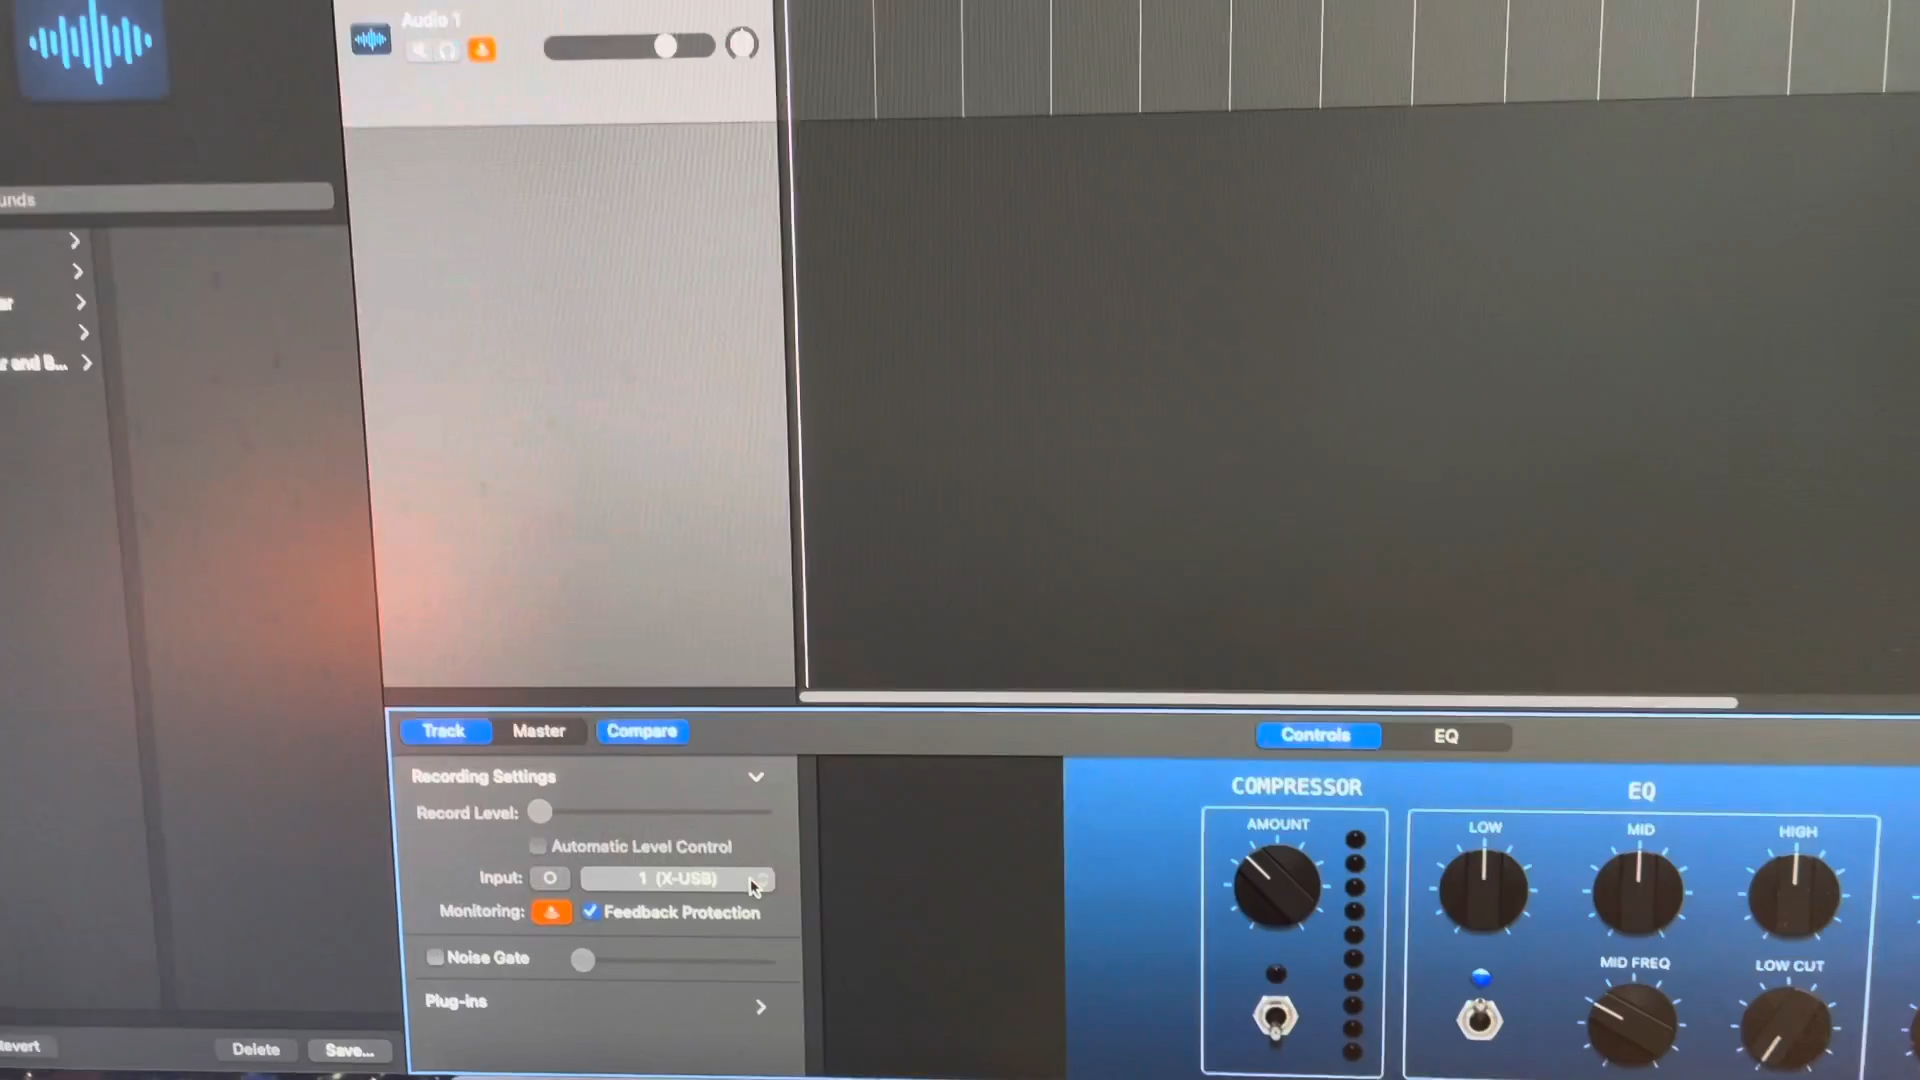 Audio 1
unds
r and B...
Track Master Compare Controls EQ
Recording Settings
Record Level:
Automatic Level Control
Input: 1 (X-USB)
Monitoring: Feedback Protection
Noise Gate
Plug-ins
COMPRESSOR
AMOUNT
EQ
LOW MID HIGH
MID FREQ LOW CUT
Delete Save...